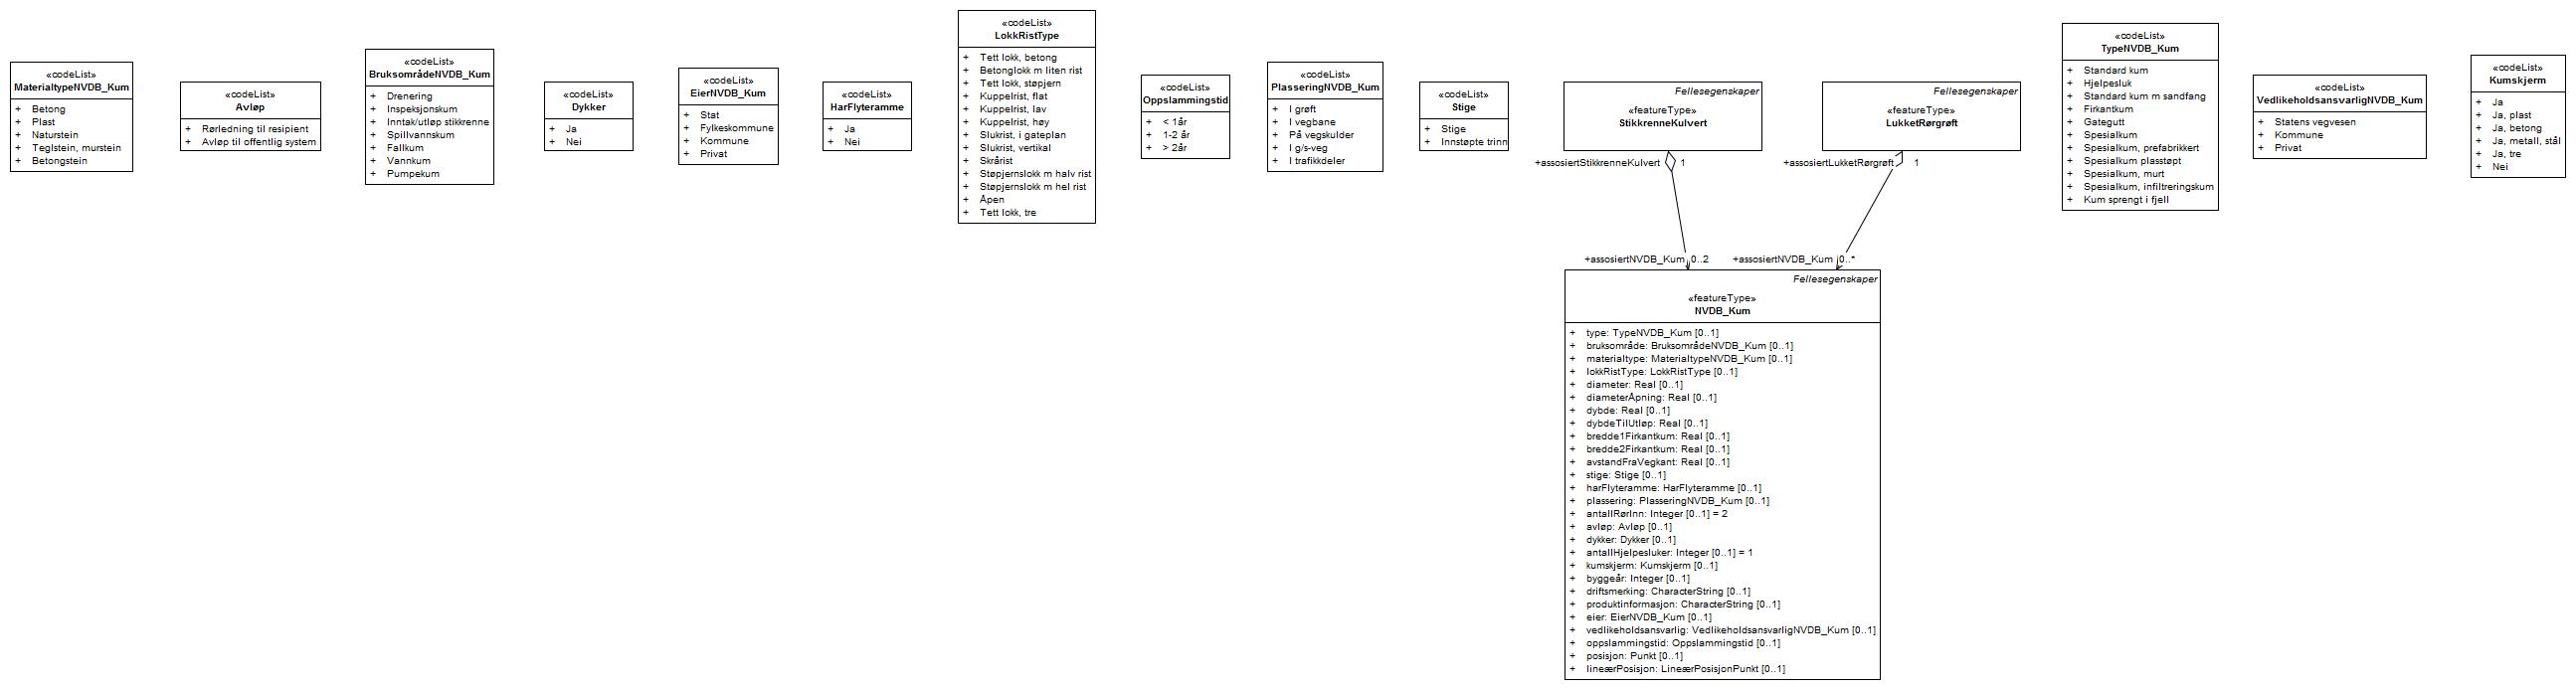 «codeList»
MaterialtypeNVDB_Kum
+ Betong
+ Plast
+ Naturstein
+ Teglstein, murstein
+ Betongstein
«codeList»
Avløp
+ Rørledning til resipient
+ Avløp til offentlig system
«codeList»
BruksområdeNVDB_Kum
+ Drenering
+ Inspeksjonskum
+ Inntak/utløp stikkrenne
+ Spillvannskum
+ Fallkum
+ Vannkum
+ Pumpekum
«codeList»
Dykker
+ Ja
+ Nei
«codeList»
EierNVDB_Kum
+ Stat
+ Fylkeskommune
+ Kommune
+ Privat
«codeList»
HarFlyteramme
+ Ja
+ Nei
«codeList»
LokkRistType
+ Tett lokk, betong
+ Betonglokk m liten rist
+ Tett lokk, støpjern
+ Kuppelrist, flat
+ Kuppelrist, lav
+ Kuppelrist, høy
+ Slukrist, i gateplan
+ Slukrist, vertikal
+ Skrårist
+ Støpjernslokk m halv rist
+ Støpjernslokk m hel rist
+ Åpen
+ Tett lokk, tre
«codeList»
Oppslammingstid
+ < 1år
+ 1-2 år
+ > 2år
«codeList»
PlasseringNVDB_Kum
+ I grøft
+ I vegbane
+ På vegskulder
+ I g/s-veg
+ I trafikkdeler
«codeList»
Stige
+ Stige
+ Innstøpte trinn
Fellesegenskaper
«featureType»
StikkrenneKulvert
+assosiertStikkrenneKulvert 1
Fellesegenskaper
«featureType»
LukketRørgrøft
+assosiertLukketRørgrøft 1
+assosiertNVDB_Kum 0..2
+assosiertNVDB_Kum 0..*
Fellesegenskaper
«featureType»
NVDB_Kum
+ type: TypeNVDB_Kum [0..1]
+ bruksområde: BruksområdeNVDB_Kum [0..1]
+ materialtype: MaterialtypeNVDB_Kum [0..1]
+ lokkRistType: LokkRistType [0..1]
+ diameter: Real [0..1]
+ diameterÅpning: Real [0..1]
+ dybde: Real [0..1]
+ dybdeTilUtløp: Real [0..1]
+ bredde1Firkantkum: Real [0..1]
+ bredde2Firkantkum: Real [0..1]
+ avstandFraVegkant: Real [0..1]
+ stige: Stige [0..1]
+ harFlyteramme: HarFlyteramme [0..1]
+ plassering: PlasseringNVDB_Kum [0..1]
+ antallRørInn: Integer [0..1] = 2
+ avløp: Avløp [0..1]
+ dykker: Dykker [0..1]
+ antallHjelpesluker: Integer [0..1] = 1
+ kumskjerm: Kumskjerm [0..1]
+ byggeår: Integer [0..1]
+ driftsmerking: CharacterString [0..1]
+ produktinformasjon: CharacterString [0..1]
+ eier: EierNVDB_Kum [0..1]
+ vedlikeholdsansvarlig: VedlikeholdsansvarligNVDB_Kum [0..1]
+ oppslammingstid: Oppslammingstid [0..1]
+ posisjon: Punkt [0..1]
+ lineærPosisjon: LineærPosisjonPunkt [0..1]
«codeList»
TypeNVDB_Kum
+ Standard kum
+ Hjelpesluk
+ Standard kum m sandfang
+ Firkantkum
+ Gategutt
+ Spesialkum
+ Spesialkum, prefabrikkert
+ Spesialkum plasstøpt
+ Spesialkum, murt
+ Spesialkum, infiltreringskum
+ Kum sprengt i fjell
«codeList»
VedlikeholdsansvarligNVDB_Kum
+ Statens vegvesen
+ Kommune
+ Privat
«codeList»
Kumskjerm
+ Ja
+ Ja, plast
+ Ja, betong
+ Ja, metall, stål
+ Ja, tre
+ Nei